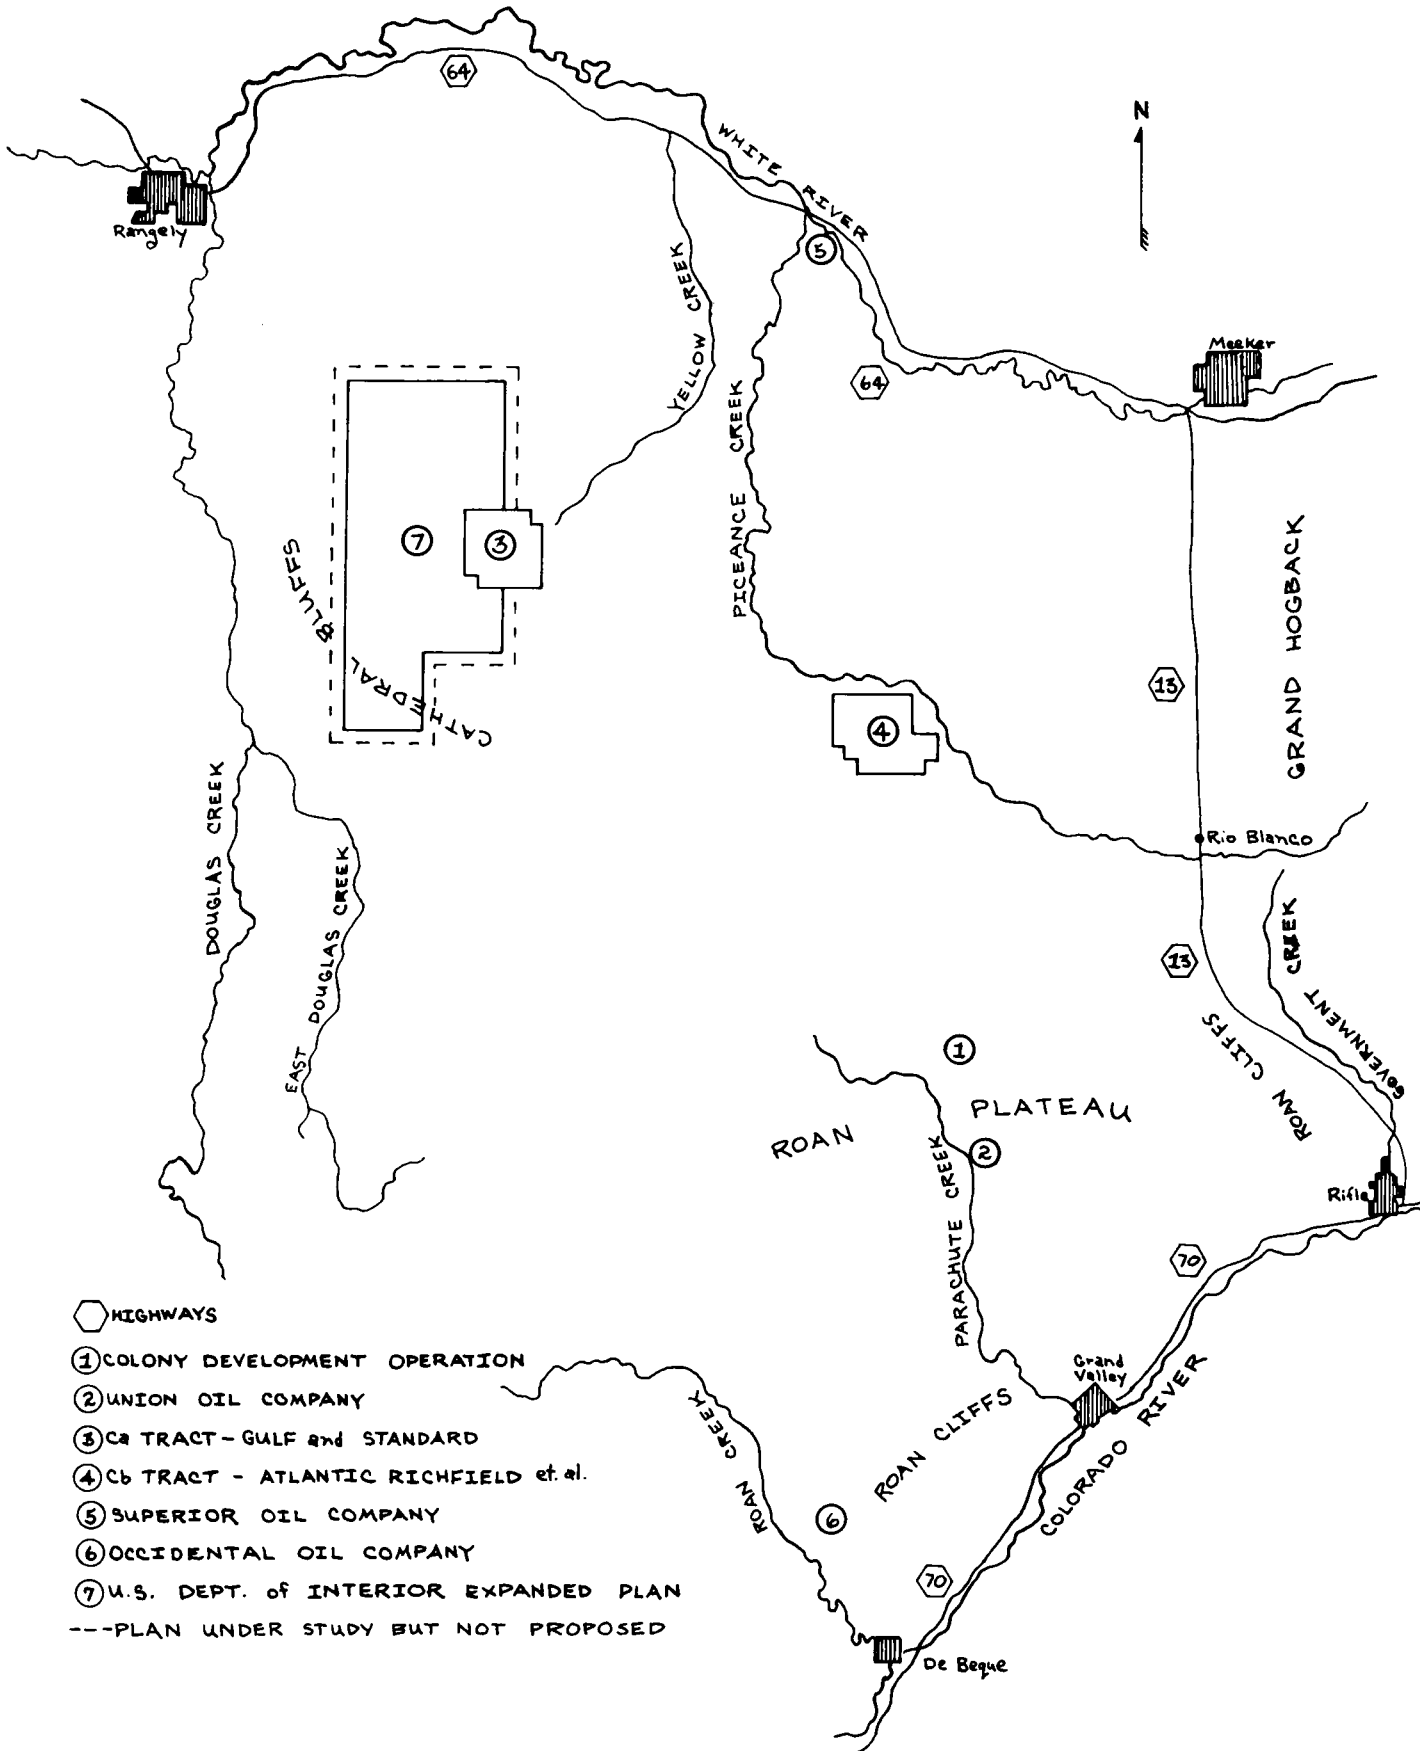 64
N
WHITE RIVER
Rangely
5
YELLOW CREEK
Meeker
64
PICEANCE CREEK
7
3
CATHEDRAL BLUFFS
GRAND HOGBACK
13
4
DOUGLAS CREEK
Rio Blanco
EAST DOUGLAS CREEK
GOVERNMENT CREEK
13
ROAN CLIFFS
1
ROAN PLATEAU
2
PARACHUTE CREEK
Rifle
70
HIGHWAYS
1 COLONY DEVELOPMENT OPERATION
2 UNION OIL COMPANY
3 Ca TRACT - GULF and STANDARD
4 Cb TRACT - ATLANTIC RICHFIELD et. al.
5 SUPERIOR OIL COMPANY
6 OCCIDENTAL OIL COMPANY
7 U.S. DEPT. of INTERIOR EXPANDED PLAN
---PLAN UNDER STUDY BUT NOT PROPOSED
Grand
Valley
ROAN CREEK
ROAN CLIFFS
COLORADO RIVER
6
70
De Beque